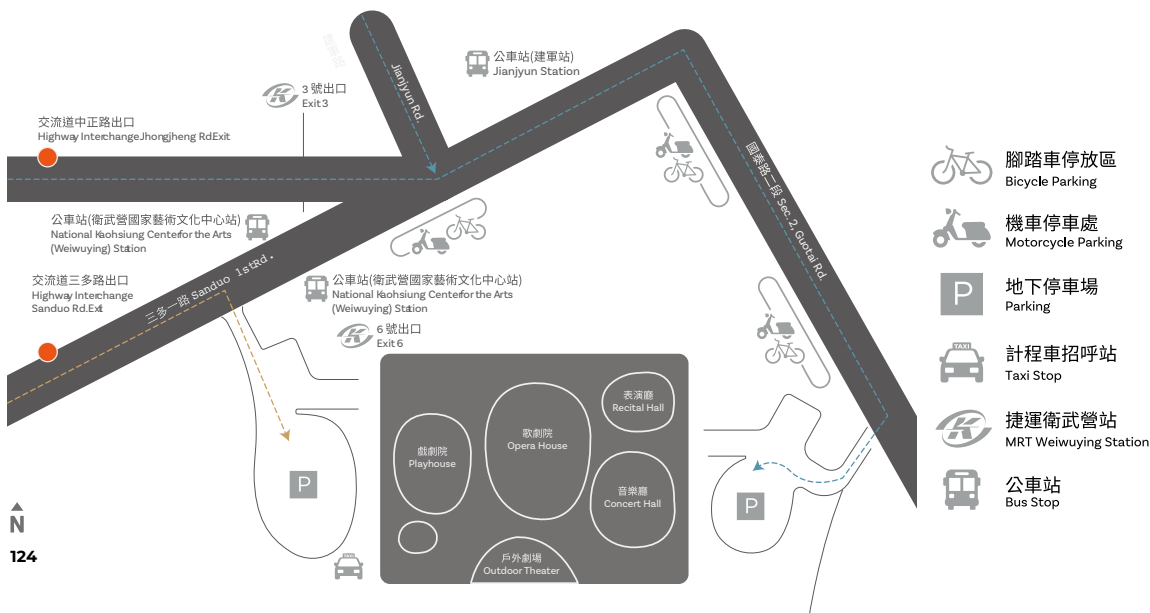 公車站(建軍站)
Jianjyun Station
3 號出口
Exit 3
Jianjyun Rd.
交流道中正路出口
Highway Interchange Jhongjheng Rd Exit
公車站(衛武營國家藝術文化中心站)
National Kaohsiung Center for the Arts
(Weiwuying) Station
交流道三多路出口
Highway Interchange
Sanduo Rd. Exit
三多一路 Sanduo 1st Rd.
公車站(衛武營國家藝術文化中心站)
National Kaohsiung Center for the Arts
(Weiwuying) Station
6 號出口
Exit 6
國泰路二段 Sec. 2, Guotai Rd.
表演廳
Recital Hall
歌劇院
Opera House
戲劇院
Playhouse
音樂廳
Concert Hall
戶外劇場
Outdoor Theater
P
P
TAXI
N
124
腳踏車停放區
Bicycle Parking
機車停車處
Motorcycle Parking
P
地下停車場
Parking
TAXI
計程車招呼站
Taxi Stop
捷運衛武營站
MRT Weiwuying Station
公車站
Bus Stop